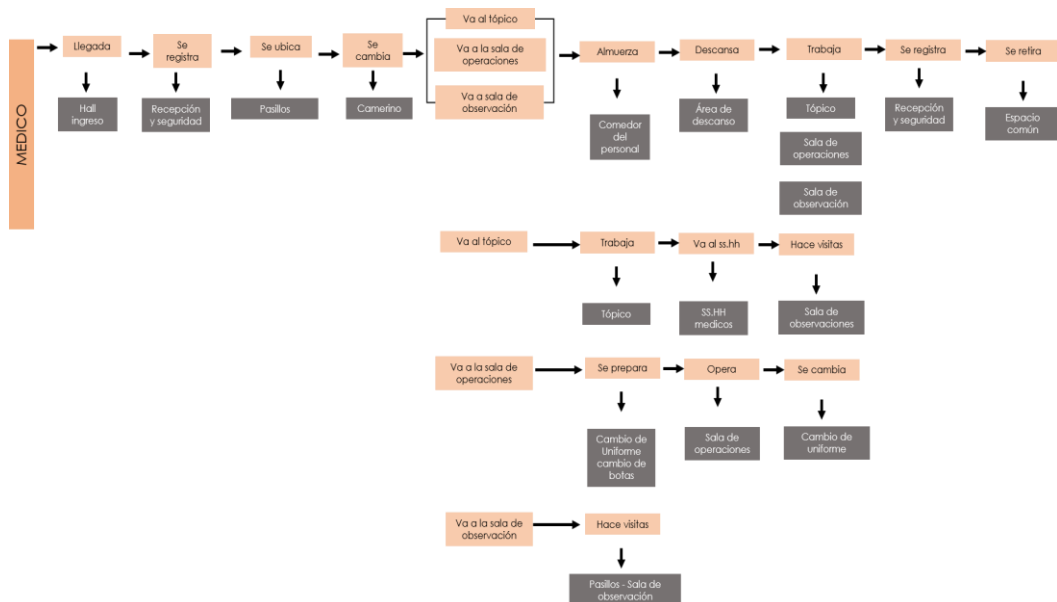 MEDICO
Llegada
Se
registra
Se ubica
Se
cambia
Va al tópico
Va a la sala de
operaciones
Va a sala de
observación
Almuerza
Descansa
Trabaja
Se registra
Se retira
Hall
ingreso
Recepción
y seguridad
Pasillos
Camerino
Comedor
del
personal
Área de
descanso
Tópico
Sala de
operaciones
Sala de
observación
Recepción
y seguridad
Espacio
común
Va al tópico
Trabaja
Va al ss.hh
Hace visitas
Tópico
SS.HH
medicos
Sala de
observaciones
Va a la sala de
operaciones
Se prepara
Opera
Se cambia
Cambio de
Uniforme
cambio de
botas
Sala de
operaciones
Cambio de
uniforme
Va a la sala de
observación
Hace visitas
Pasillos - Sala de
observación